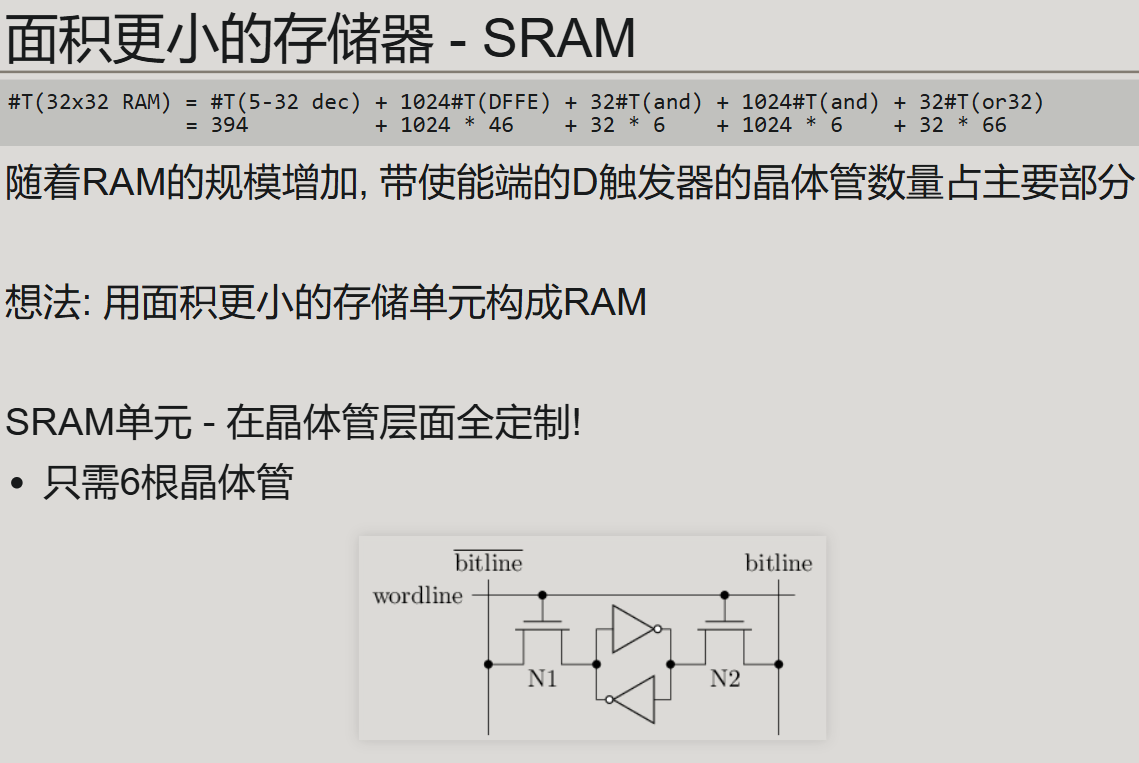 面积更小的存储器 - SRAM
#T(32x32 RAM) = #T(5-32 dec) + 1024#T(DFFE) + 32#T(and) + 1024#T(and) + 32#T(or32)
= 394 + 1024 * 46 + 32 * 6 + 1024 * 6 + 32 * 66
随着RAM的规模增加, 带使能端的D触发器的晶体管数量占主要部分
想法: 用面积更小的存储单元构成RAM
SRAM单元 - 在晶体管层面全定制!
• 只需6根晶体管
b̅i̅t̅l̅i̅n̅e̅ bitline
wordline
N1 N2